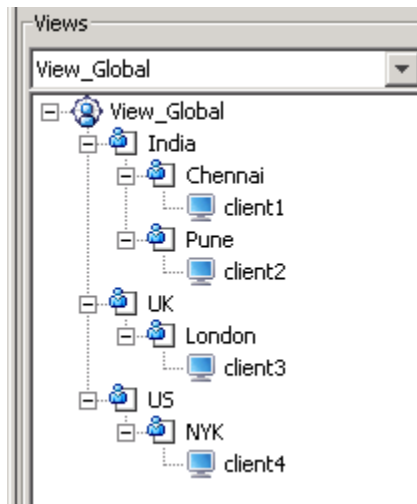 Views
View_Global
View_Global
India
Chennai
client1
Pune
client2
UK
London
client3
US
NYK
client4